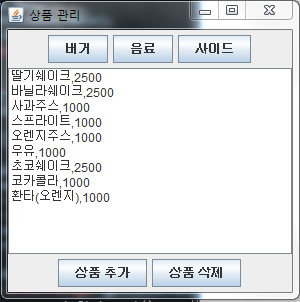 상품 관리
버거 음료 사이드
딸기쉐이크,2500
바닐라쉐이크,2500
사과주스,1000
스프라이트,1000
오렌지주스,1000
우유,1000
초코쉐이크,2500
코카콜라,1000
환타(오렌지),1000
상품 추가 상품 삭제